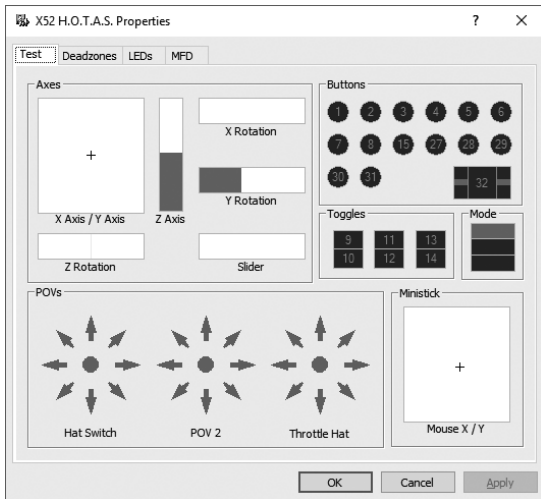 X52 H.O.T.A.S. Properties
Test Deadzones LEDs MFD
Axes
X Axis / Y Axis
Z Axis
X Rotation
Y Rotation
Z Rotation
Slider
Buttons
1 2 3 4 5 6
7 8 15 27 28 29
30 31 32
Toggles
9 11 13
10 12 14
Mode
POVs
Hat Switch
POV 2
Throttle Hat
Ministick
Mouse X / Y
OK Cancel Apply